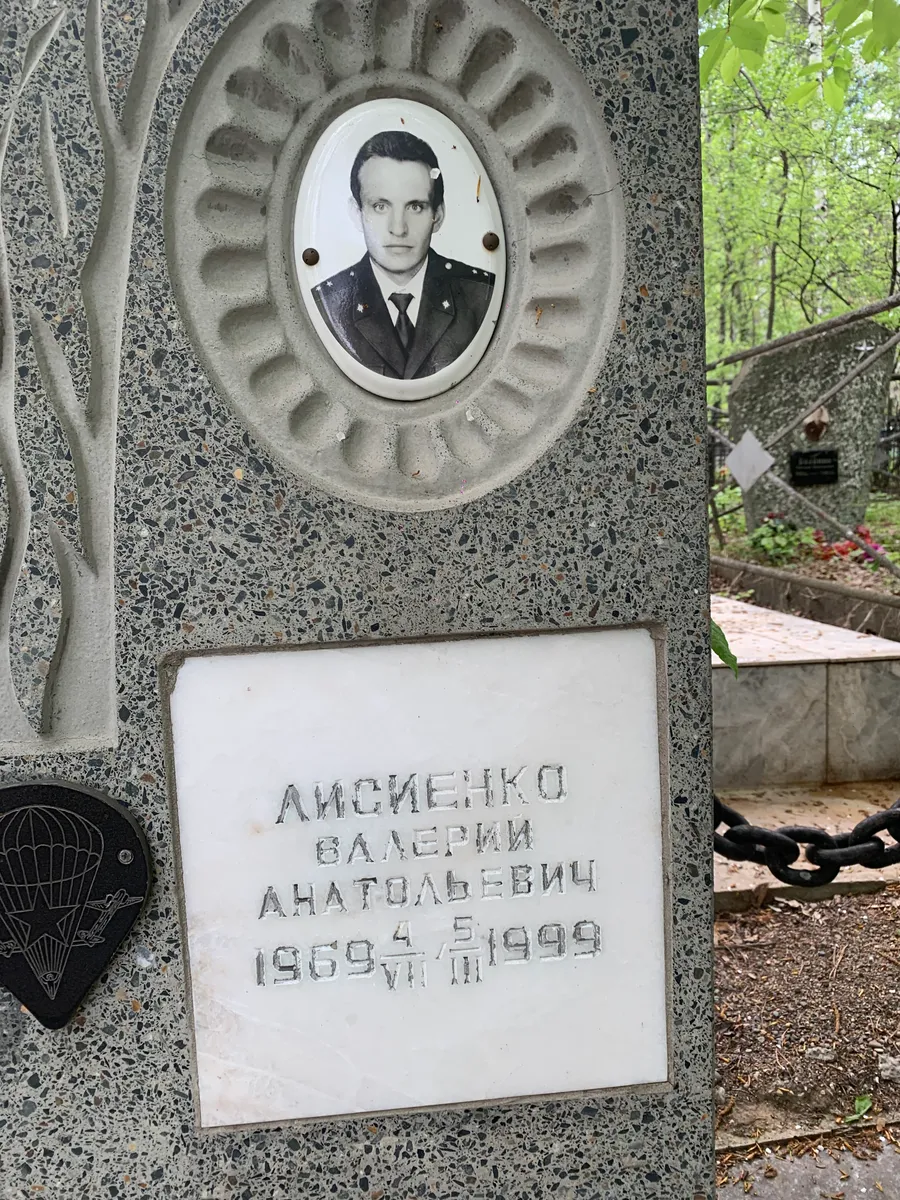 ЛИСИЕНКО
ВАЛЕРИЙ
АНАТОЛЬЕВИЧ
1969 4/VII , 5/III 1999